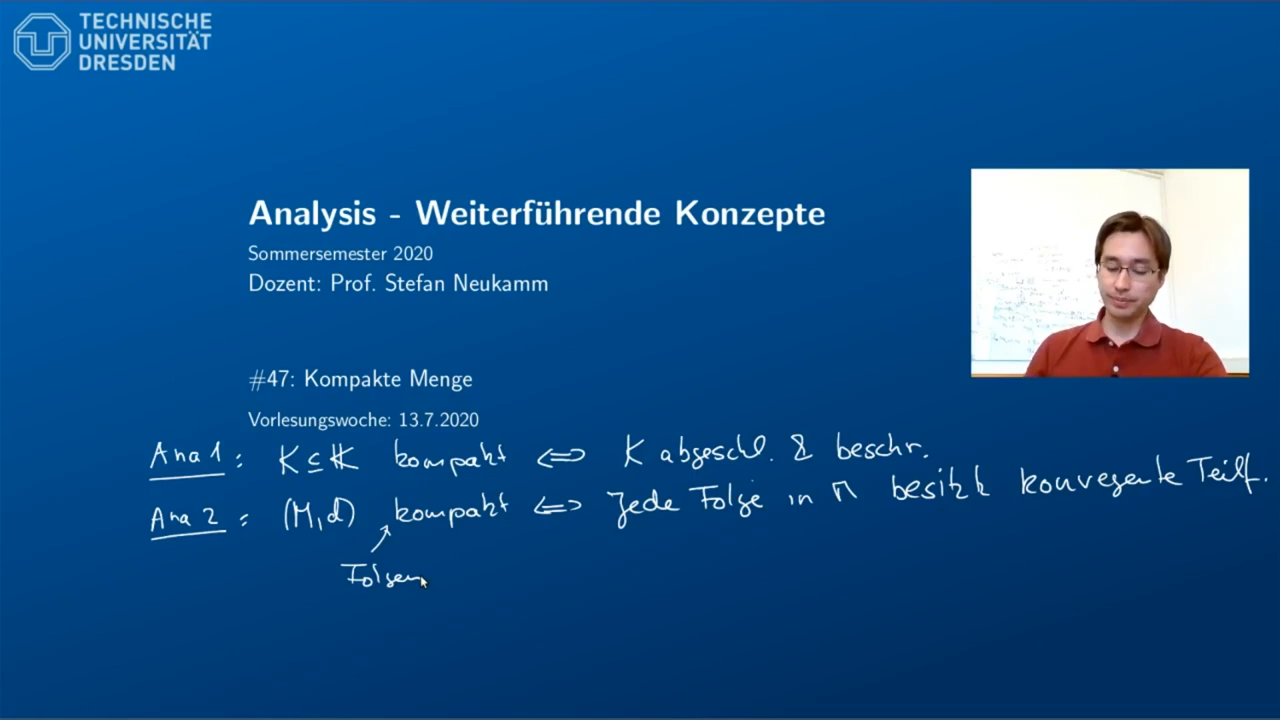 TECHNISCHE
UNIVERSITÄT
DRESDEN
Analysis - Weiterführende Konzepte
Sommersemester 2020
Dozent: Prof. Stefan Neukamm
#47: Kompakte Menge
Vorlesungswoche: 13.7.2020
Ana 1: K ⊆ 𝕂 kompakt ⟺ K abgeschl. & beschr.
Ana 2: (M,d) kompakt ⟺ Jede Folge in M besitzt konvegente Teilf.
Folgen